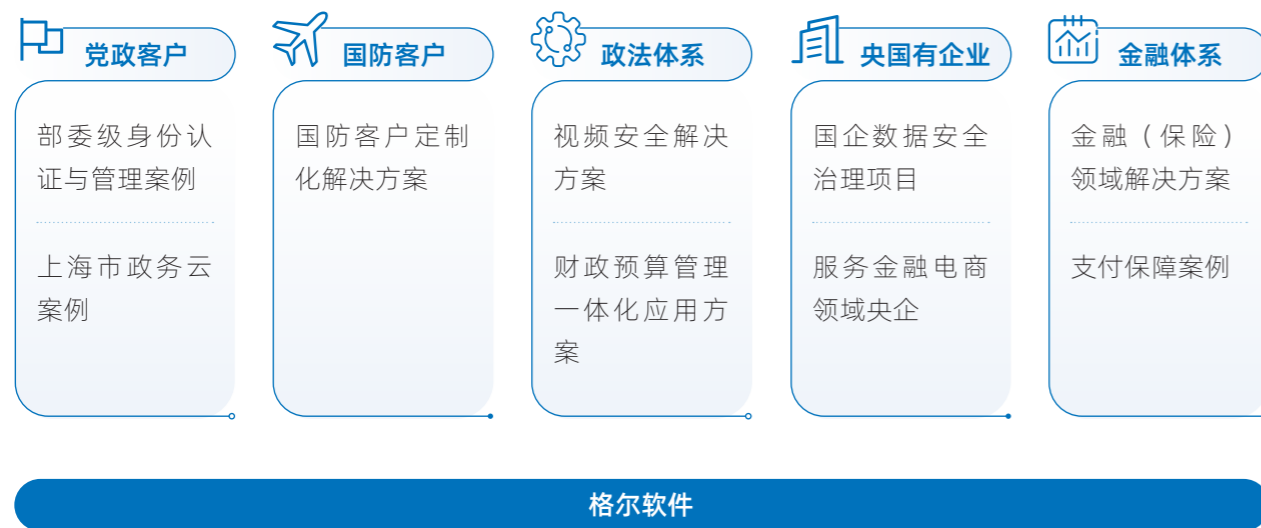 党政客户
部委级身份认
证与管理案例
上海市政务云
案例
国防客户
国防客户定制
化解决方案
政法体系
视频安全解决
方案
财政预算管理
一体化应用方
案
央国有企业
国企数据安全
治理项目
服务金融电商
领域央企
金融体系
金融（保险）
领域解决方案
支付保障案例
格尔软件